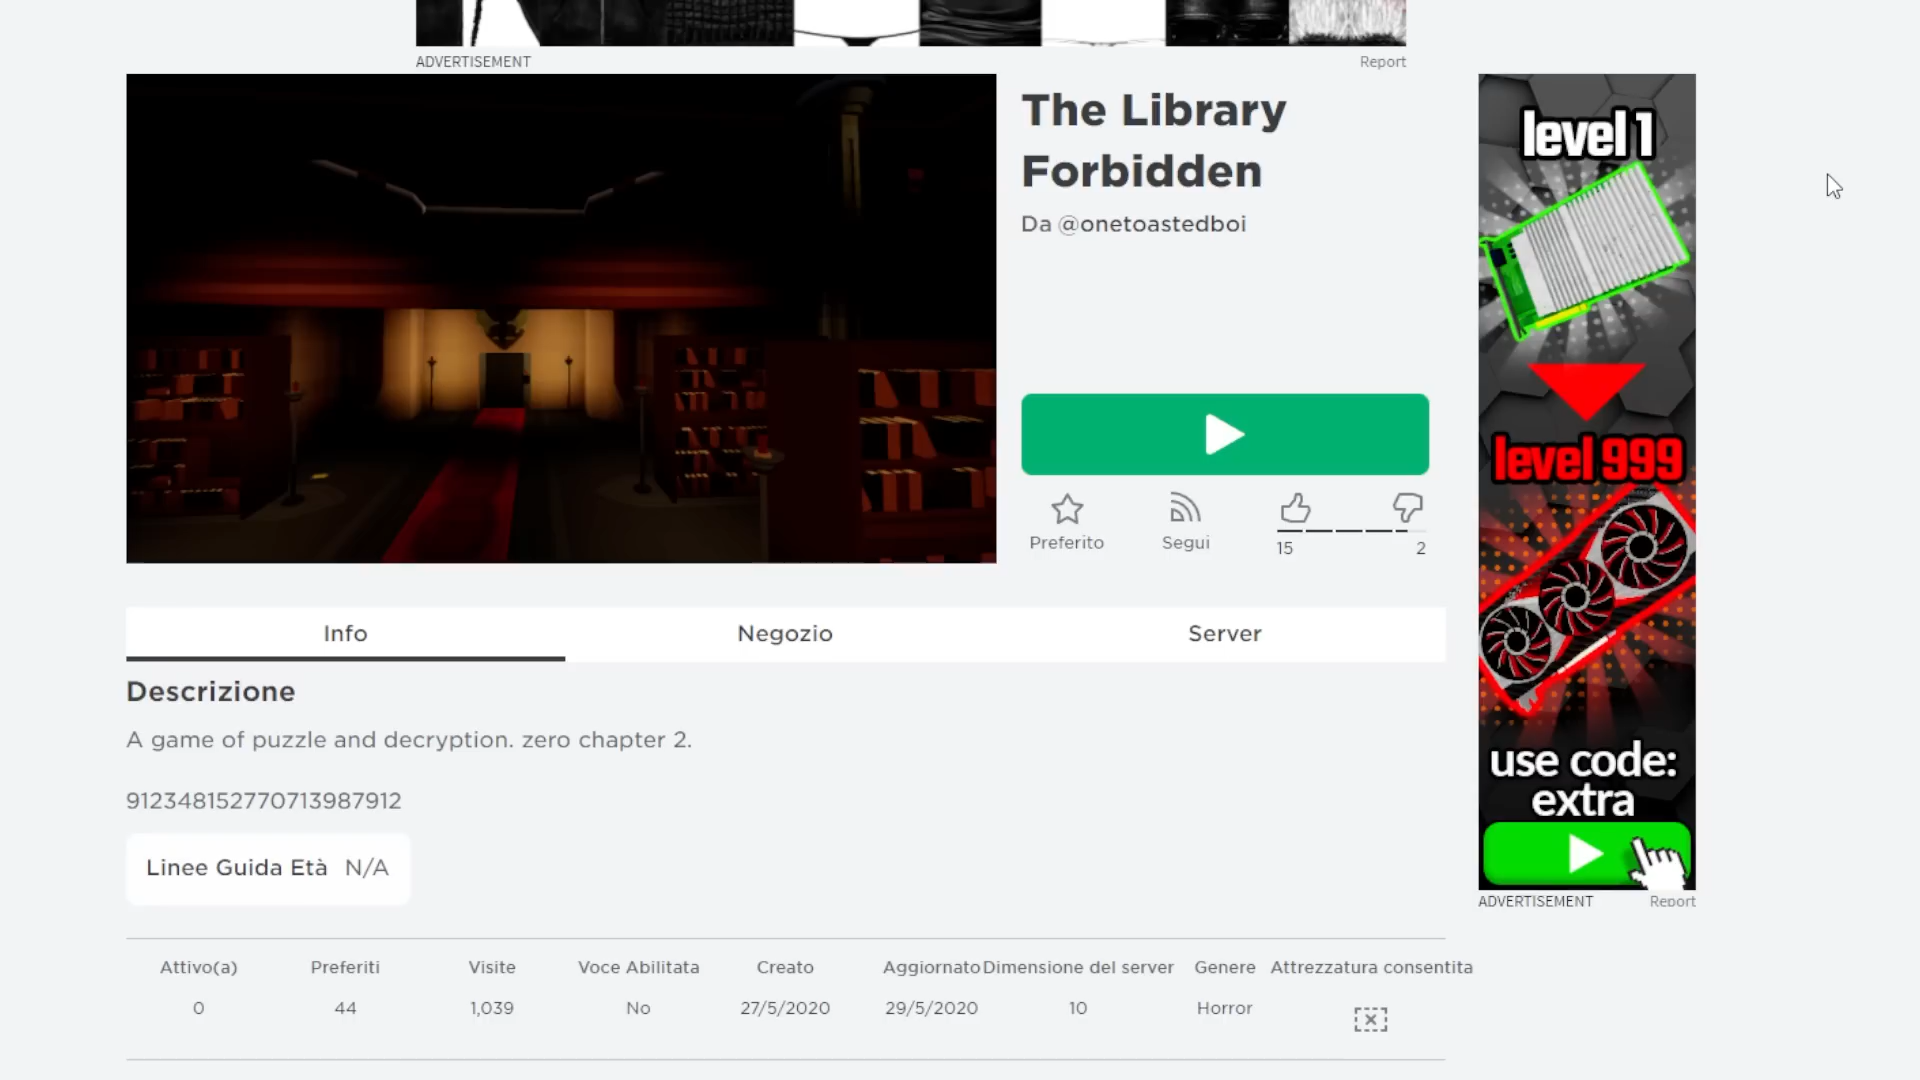 ADVERTISEMENT
Report
The Library
Forbidden
Da @onetoastedboi
Preferito
Segui
15
2
Info
Negozio
Server
Descrizione
A game of puzzle and decryption. zero chapter 2.
912348152770713987912
Linee Guida Età N/A
Attivo(a) Preferiti Visite Voce Abilitata Creato Aggiornato Dimensione del server Genere Attrezzatura consentita
0 44 1,039 No 27/5/2020 29/5/2020 10 Horror
level 1
level 999
use code:
extra
ADVERTISEMENT
Report